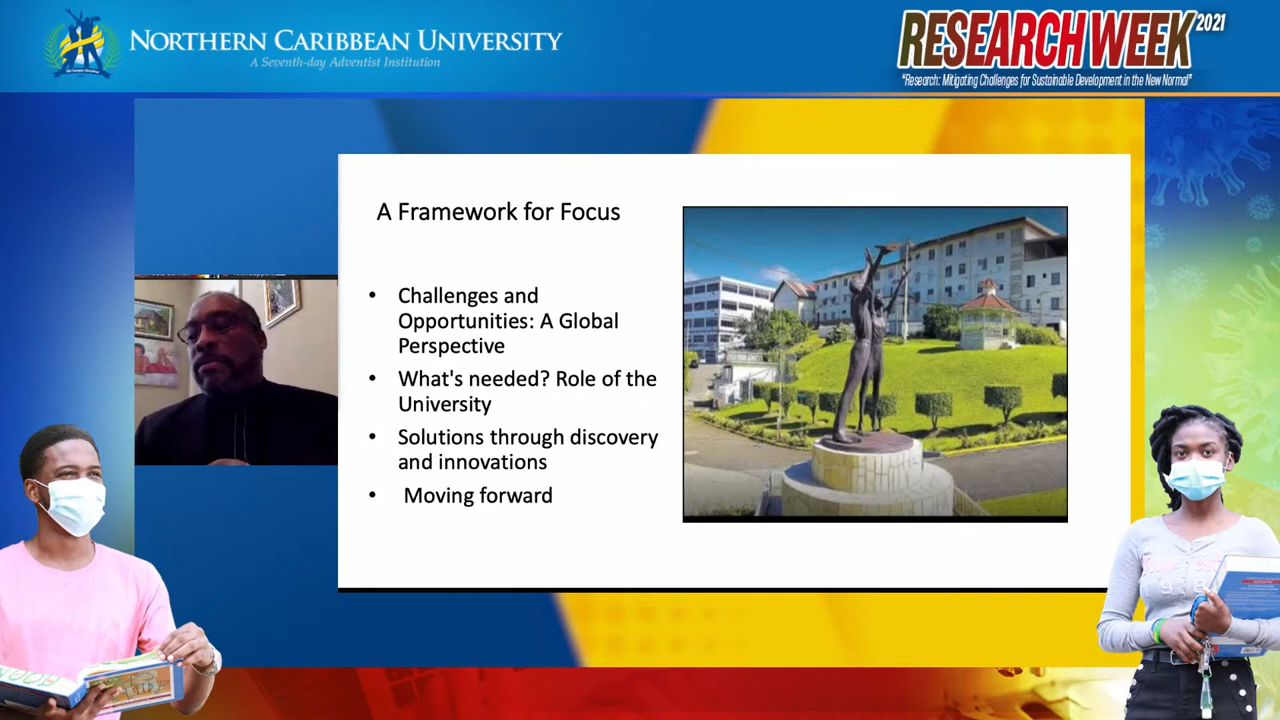 NORTHERN CARIBBEAN UNIVERSITY
A Seventh-day Adventist Institution
RESEARCH WEEK 2021
"Research: Mitigating Challenges for Sustainable Development in the New Normal"
A Framework for Focus
• Challenges and
Opportunities: A Global
Perspective
• What's needed? Role of the
University
• Solutions through discovery
and innovations
• Moving forward